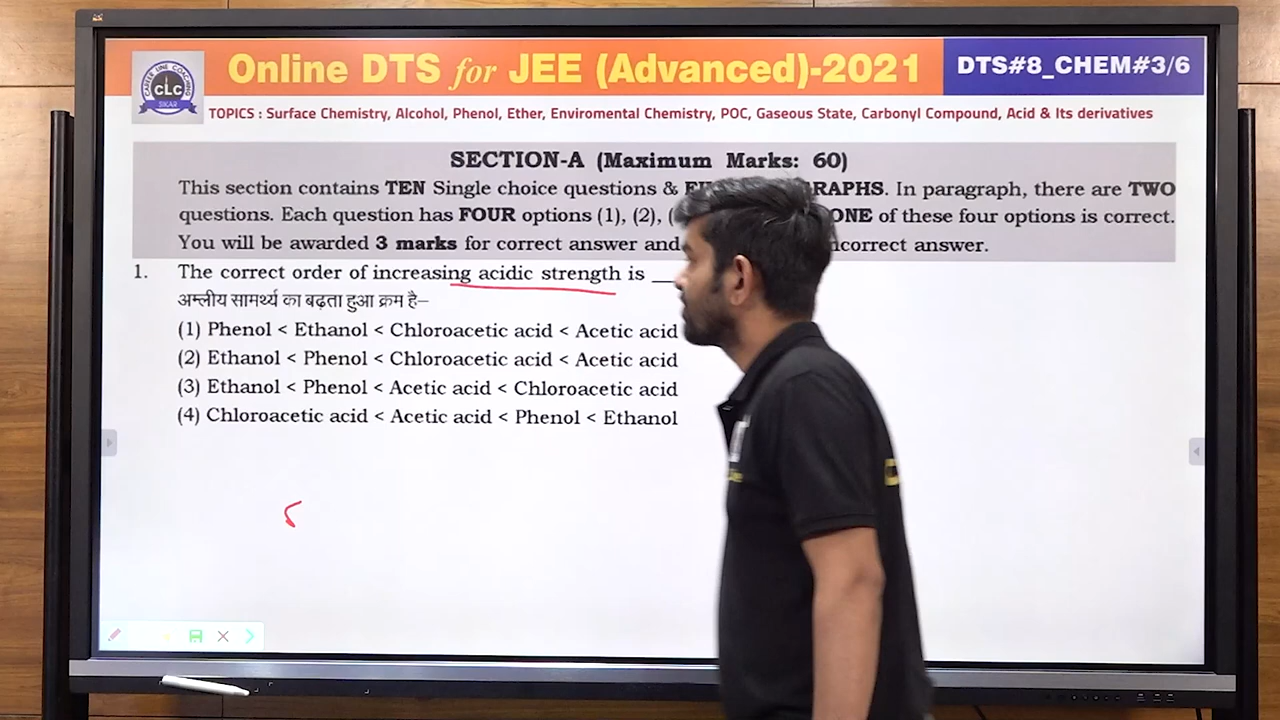 Online DTS for JEE (Advanced)-2021
DTS#8_CHEM#3/6
CAREER LINE COACHING
CLC
SIKAR
TOPICS : Surface Chemistry, Alcohol, Phenol, Ether, Enviromental Chemistry, POC, Gaseous State, Carbonyl Compound, Acid & Its derivatives
SECTION-A (Maximum Marks: 60)
This section contains TEN Single choice questions & RAPHS. In paragraph, there are TWO
questions. Each question has FOUR options (1), (2), ONE of these four options is correct.
You will be awarded 3 marks for correct answer and ncorrect answer.
1. The correct order of increasing acidic strength is __
अम्लीय सामर्थ्य का बढ़ता हुआ क्रम है–
(1) Phenol < Ethanol < Chloroacetic acid < Acetic acid
(2) Ethanol < Phenol < Chloroacetic acid < Acetic acid
(3) Ethanol < Phenol < Acetic acid < Chloroacetic acid
(4) Chloroacetic acid < Acetic acid < Phenol < Ethanol